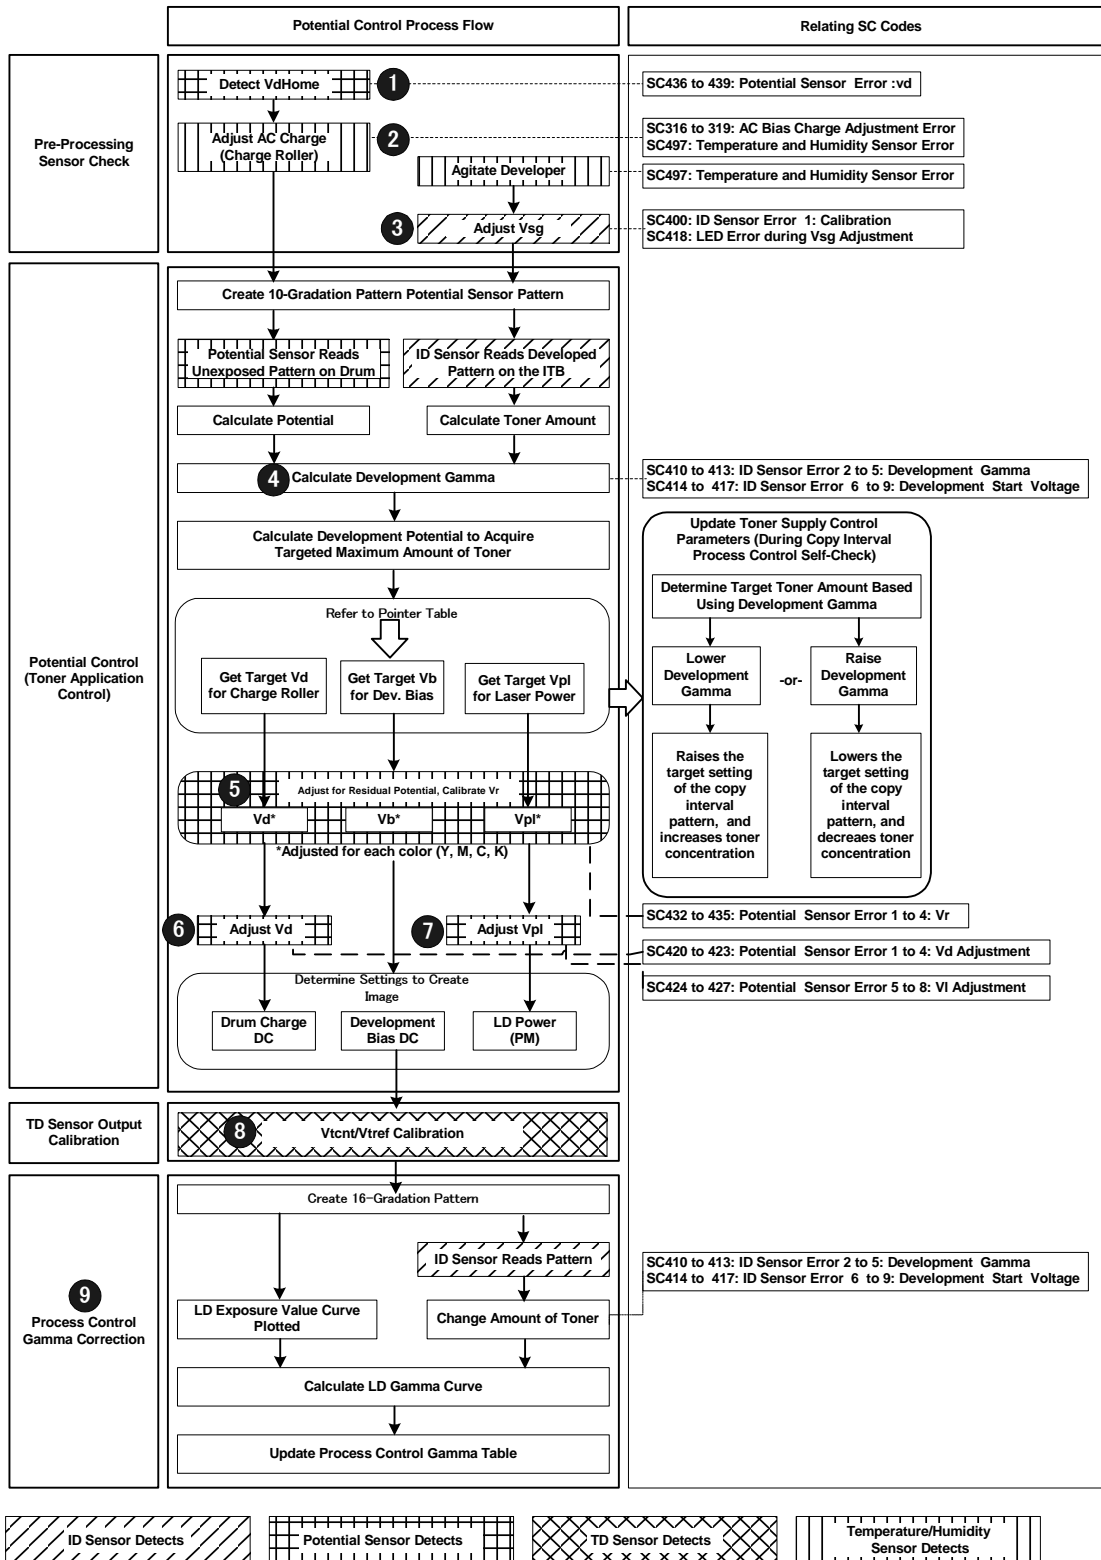 Potential Control Process Flow
Relating SC Codes
Pre-Processing
Sensor Check
Detect VdHome
1
SC436 to 439: Potential Sensor Error :vd
Adjust AC Charge
(Charge Roller)
2
SC316 to 319: AC Bias Charge Adjustment Error
SC497: Temperature and Humidity Sensor Error
Agitate Developer
SC497: Temperature and Humidity Sensor Error
3
Adjust Vsg
SC400: ID Sensor Error 1: Calibration
SC418: LED Error during Vsg Adjustment
Potential Control
(Toner Application
Control)
Create 10-Gradation Pattern Potential Sensor Pattern
Potential Sensor Reads
Unexposed Pattern on Drum
ID Sensor Reads Developed
Pattern on the ITB
Calculate Potential
Calculate Toner Amount
4
Calculate Development Gamma
SC410 to 413: ID Sensor Error 2 to 5: Development Gamma
SC414 to 417: ID Sensor Error 6 to 9: Development Start Voltage
Calculate Development Potential to Acquire
Targeted Maximum Amount of Toner
Refer to Pointer Table
Get Target Vd
for Charge Roller
Get Target Vb
for Dev. Bias
Get Target Vpl
for Laser Power
Update Toner Supply Control
Parameters (During Copy Interval
Process Control Self-Check)
Determine Target Toner Amount Based
Using Development Gamma
Lower
Development
Gamma
-or-
Raise
Development
Gamma
Raises the
target setting
of the copy
interval
pattern, and
increases toner
concentration
Lowers the
target setting
of the copy
interval
pattern, and
decreaes toner
concentration
5
Adjust for Residual Potential, Calibrate Vr
Vd*
Vb*
Vpl*
*Adjusted for each color (Y, M, C, K)
SC432 to 435: Potential Sensor Error 1 to 4: Vr
6
Adjust Vd
7
Adjust Vpl
SC420 to 423: Potential Sensor Error 1 to 4: Vd Adjustment
SC424 to 427: Potential Sensor Error 5 to 8: Vl Adjustment
Determine Settings to Create
Image
Drum Charge
DC
Development
Bias DC
LD Power
(PM)
TD Sensor Output
Calibration
8
Vtcnt/Vtref Calibration
9
Process Control
Gamma Correction
Create 16-Gradation Pattern
ID Sensor Reads Pattern
SC410 to 413: ID Sensor Error 2 to 5: Development Gamma
SC414 to 417: ID Sensor Error 6 to 9: Development Start Voltage
LD Exposure Value Curve
Plotted
Change Amount of Toner
Calculate LD Gamma Curve
Update Process Control Gamma Table
ID Sensor Detects
Potential Sensor Detects
TD Sensor Detects
Temperature/Humidity
Sensor Detects